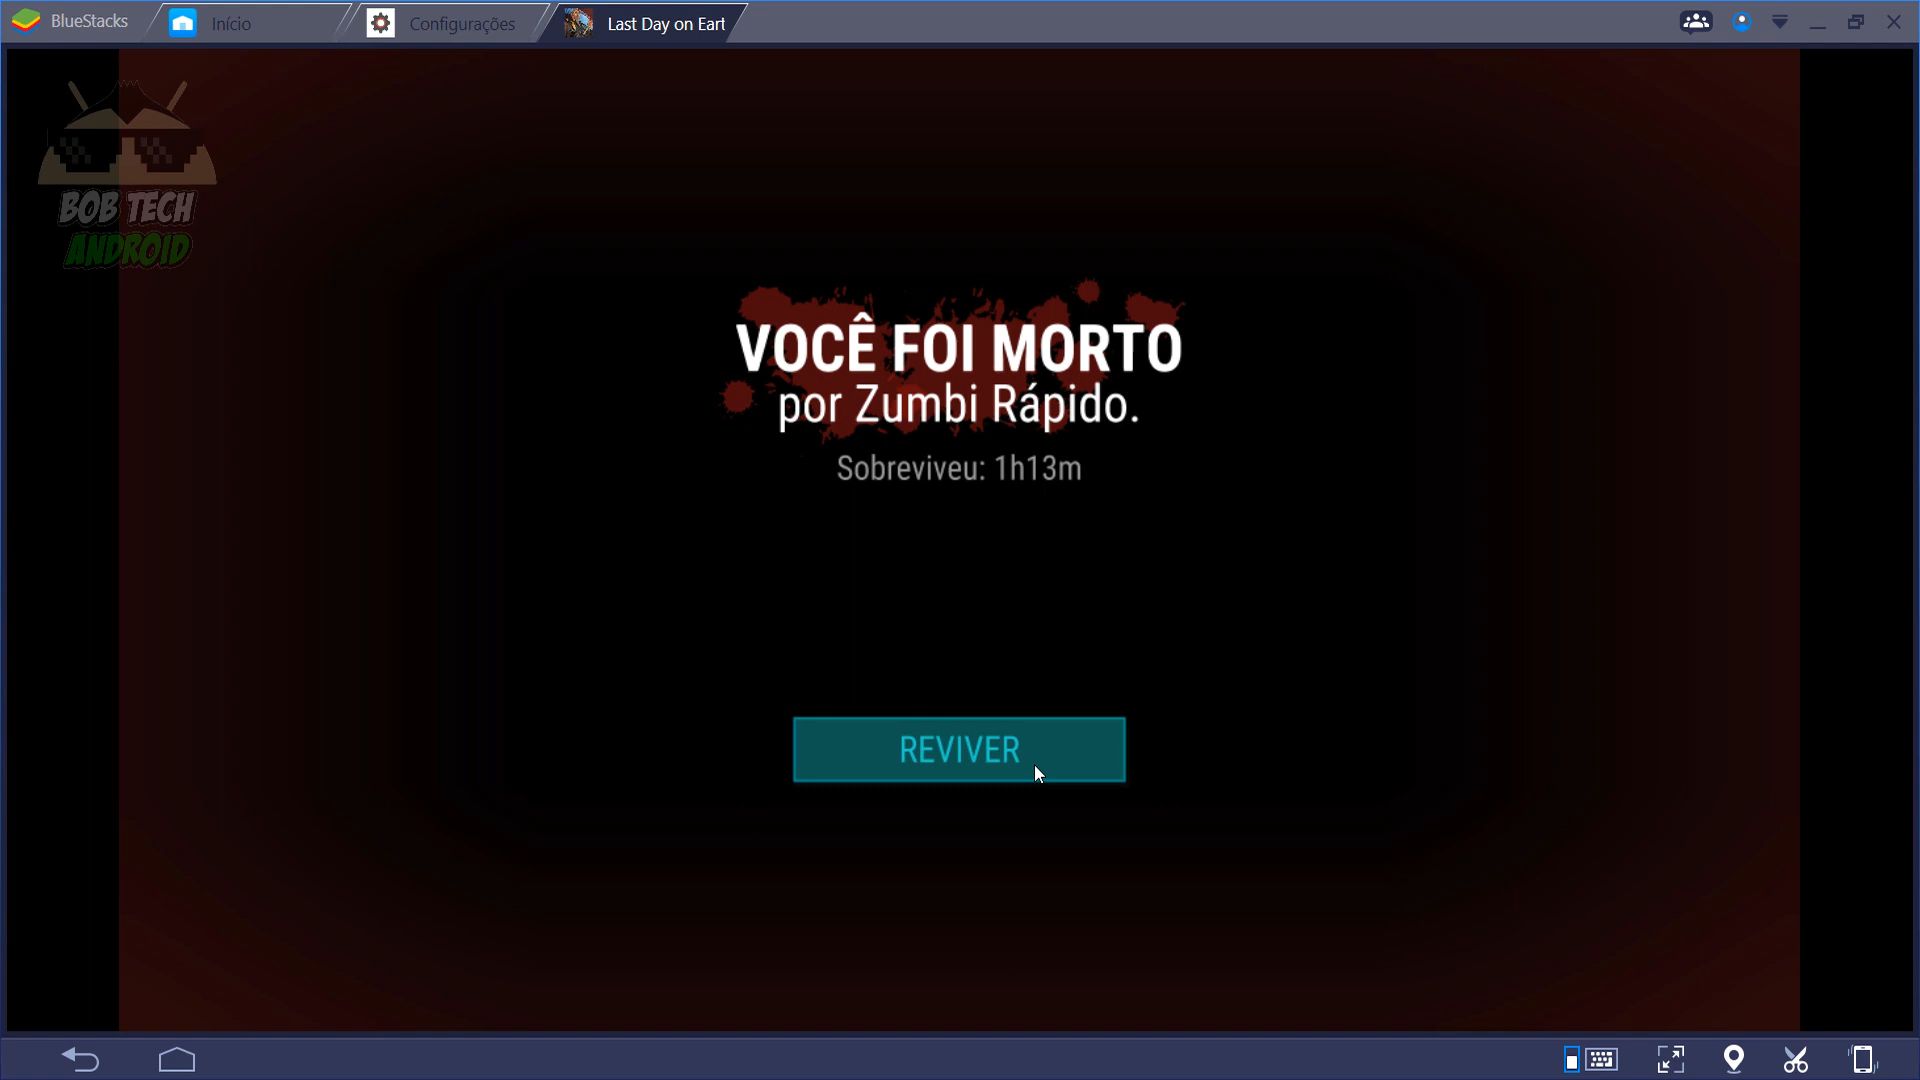 BlueStacks
Início
Configurações
Last Day on Eart
BOB TECH
ANDROID
VOCÊ FOI MORTO
por Zumbi Rápido.
Sobreviveu: 1h13m
REVIVER